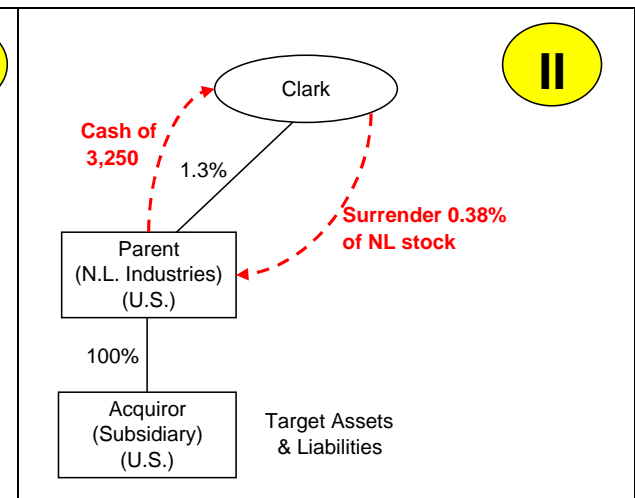 II
Clark
Cash of
3,250
1.3%
Surrender 0.38%
of NL stock
Parent
(N.L. Industries)
(U.S.)
100%
Acquiror
(Subsidiary)
(U.S.)
Target Assets
& Liabilities